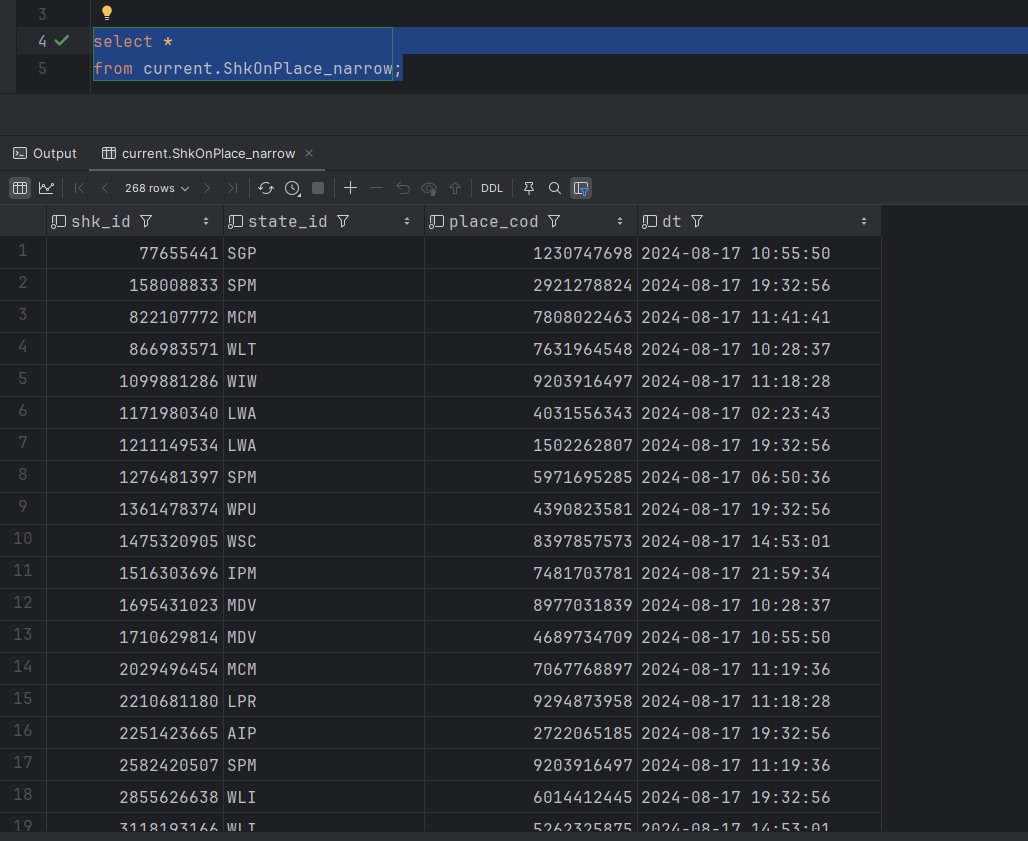 3
4 select *
5 from current.ShkOnPlace_narrow;
Output current.ShkOnPlace_narrow
268 rows DDL
shk_id state_id place_cod dt
1 77655441 SGP 1230747698 2024-08-17 10:55:50
2 158008833 SPM 2921278824 2024-08-17 19:32:56
3 822107772 MCM 7808022463 2024-08-17 11:41:41
4 866983571 WLT 7631964548 2024-08-17 10:28:37
5 1099881286 WIW 9203916497 2024-08-17 11:18:28
6 1171980340 LWA 4031556343 2024-08-17 02:23:43
7 1211149534 LWA 1502262807 2024-08-17 19:32:56
8 1276481397 SPM 5971695285 2024-08-17 06:50:36
9 1361478374 WPU 4390823581 2024-08-17 19:32:56
10 1475320905 WSC 8397857573 2024-08-17 14:53:01
11 1516303696 IPM 7481703781 2024-08-17 21:59:34
12 1695431023 MDV 8977031839 2024-08-17 10:28:37
13 1710629814 MDV 4689734709 2024-08-17 10:55:50
14 2029496454 MCM 7067768897 2024-08-17 11:19:36
15 2210681180 LPR 9294873958 2024-08-17 11:18:28
16 2251423665 AIP 2722065185 2024-08-17 19:32:56
17 2582420507 SPM 9203916497 2024-08-17 11:19:36
18 2855626638 WLI 6014412445 2024-08-17 19:32:56
19 3118193166 WLI 5262325875 2024-08-17 14:53:01